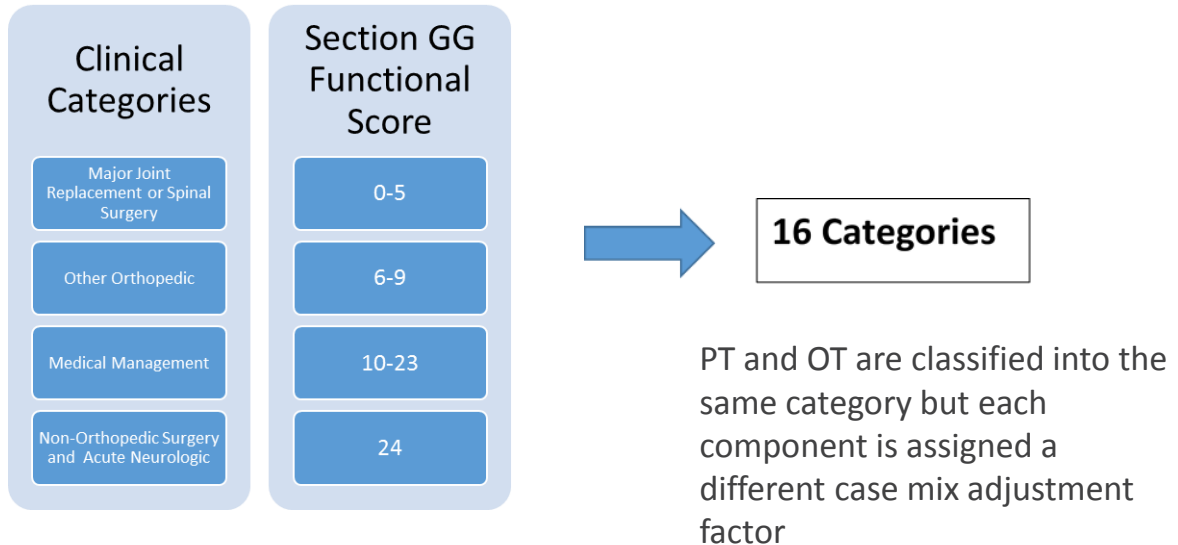 Clinical
Categories
Major Joint
Replacement or Spinal
Surgery
Other Orthopedic
Medical Management
Non-Orthopedic Surgery
and Acute Neurologic
Section GG
Functional
Score
0-5
6-9
10-23
24
16 Categories
PT and OT are classified into the
same category but each
component is assigned a
different case mix adjustment
factor